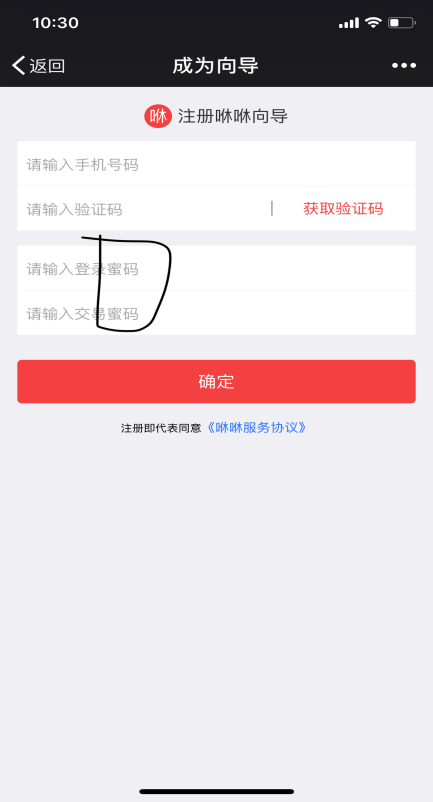 10:30
返回
成为向导
咻 注册咻咻向导
请输入手机号码
请输入验证码 | 获取验证码
请输入登录蜜码
请输入交易蜜码
确定
注册即代表同意《咻咻服务协议》